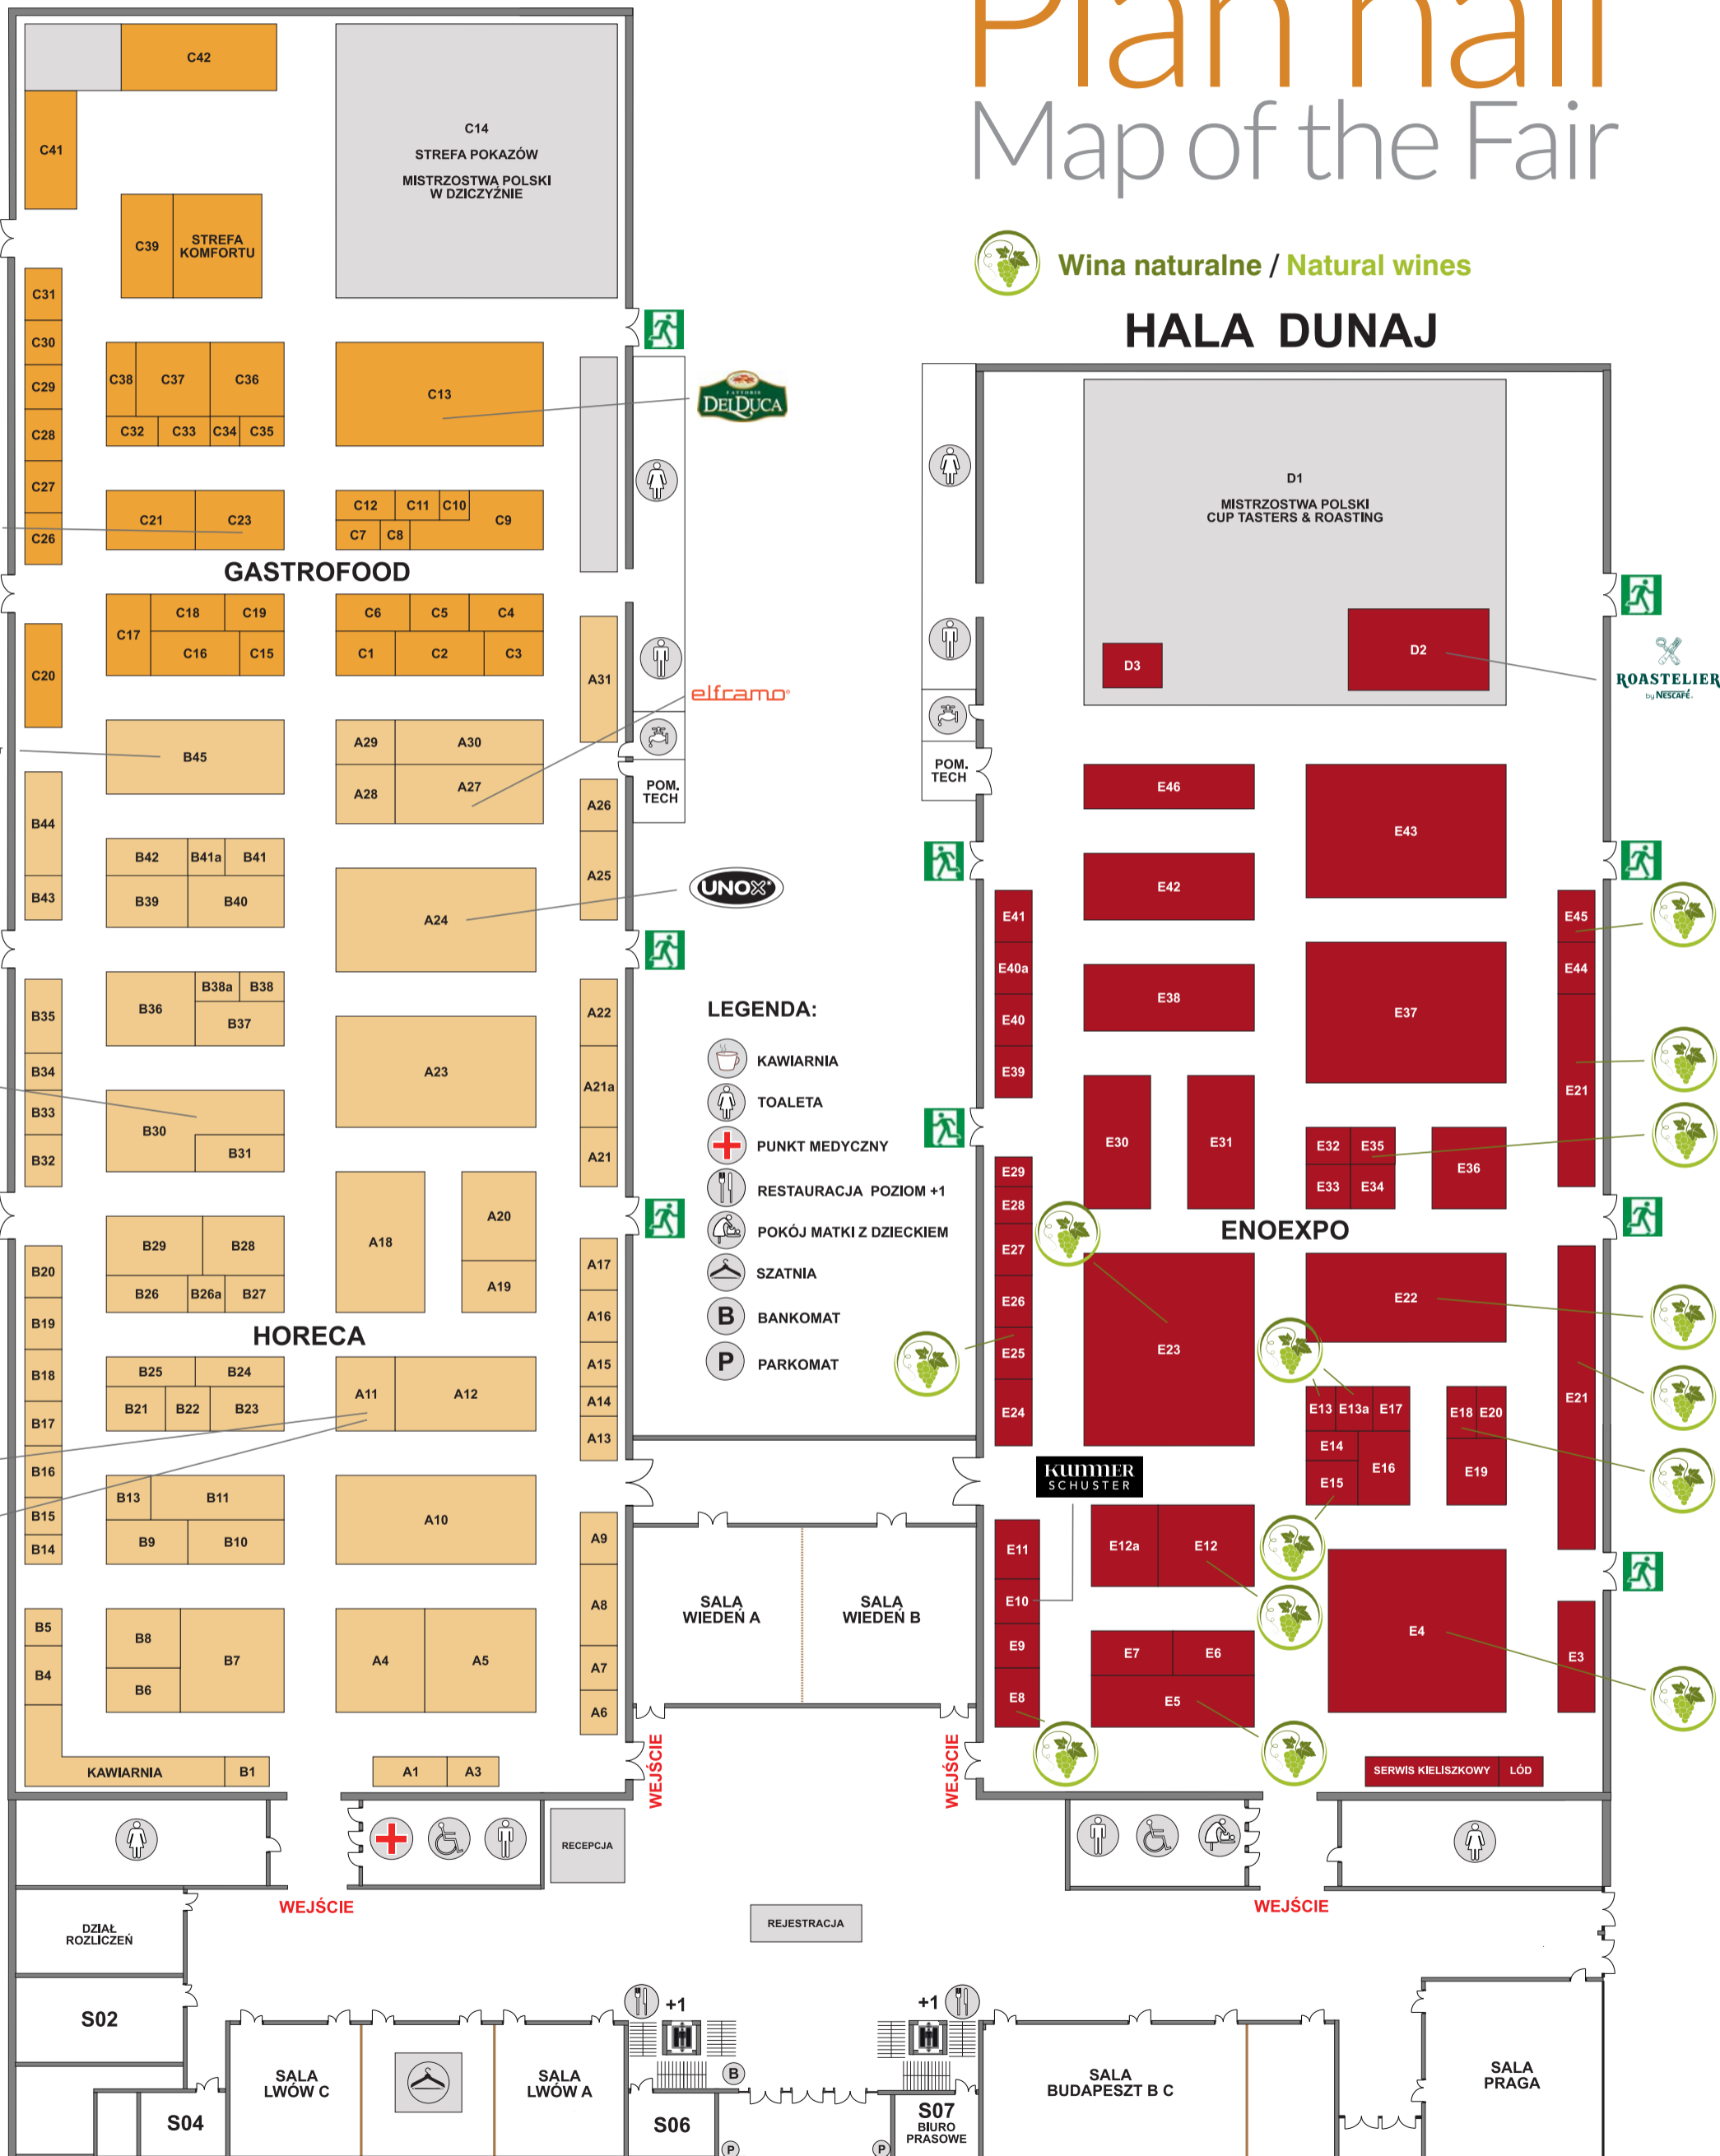 Plan hall
Map of the Fair
Wina naturalne / Natural wines
HALA DUNAJ
C42
C41
C14
STREFA POKAZÓW
MISTRZOSTWA POLSKI
W DZICZYŹNIE
C39
STREFA
KOMFORTU
C31
C30
C29
C28
C27
C26
C38
C37
C36
C32
C33
C34
C35
C13
DELDUCA
C21
C23
C12
C11
C10
C9
C7
C8
GASTROFOOD
C17
C18
C19
C16
C15
C6
C5
C4
C1
C2
C3
C20
A31
elframo
B45
A29
A30
A28
A27
POM.
TECH
B44
B43
B42
B41a
B41
B39
B40
A26
A25
A24
UNOX
B35
B34
B33
B32
B36
B38a
B38
B37
A23
A22
A21a
A21
B30
B31
A18
A20
A19
B29
B28
B26
B26a
B27
B20
B19
B18
B17
B16
B15
B14
A17
A16
A15
A14
A13
HORECA
B25
B24
B21
B22
B23
A11
A12
B13
B11
B9
B10
A10
A9
A8
A7
A6
B5
B4
B8
B6
B7
A4
A5
KAWIARNIA
B1
A1
A3
LEGENDA:
KAWIARNIA
TOALETA
PUNKT MEDYCZNY
RESTAURACJA POZIOM +1
POKÓJ MATKI Z DZIECKIEM
SZATNIA
B
BANKOMAT
P
PARKOMAT
D1
MISTRZOSTWA POLSKI
CUP TASTERS & ROASTING
D3
D2
ROASTELIER
by NESCAFÉ.
POM.
TECH
E46
E43
E42
E41
E40a
E40
E39
E45
E44
E21
E38
E37
E30
E31
E32
E35
E33
E34
E36
E29
E28
E27
E26
E25
E24
ENOEXPO
E23
E22
E21
E13
E13a
E17
E14
E15
E16
E18
E20
E19
KUMMER
SCHUSTER
E11
E10
E9
E8
E12a
E12
E7
E6
E5
E4
E3
SERWIS KIELISZKOWY
LÓD
SALA
WIEDEŃ A
SALA
WIEDEŃ B
WEJŚCIE
WEJŚCIE
RECEPCJA
WEJŚCIE
WEJŚCIE
REJESTRACJA
DZIAŁ
ROZLICZEŃ
S02
S04
SALA
LWÓW C
SALA
LWÓW A
+1
+1
B
S06
P
P
S07
BIURO
PRASOWE
SALA
BUDAPESZT B C
SALA
PRAGA